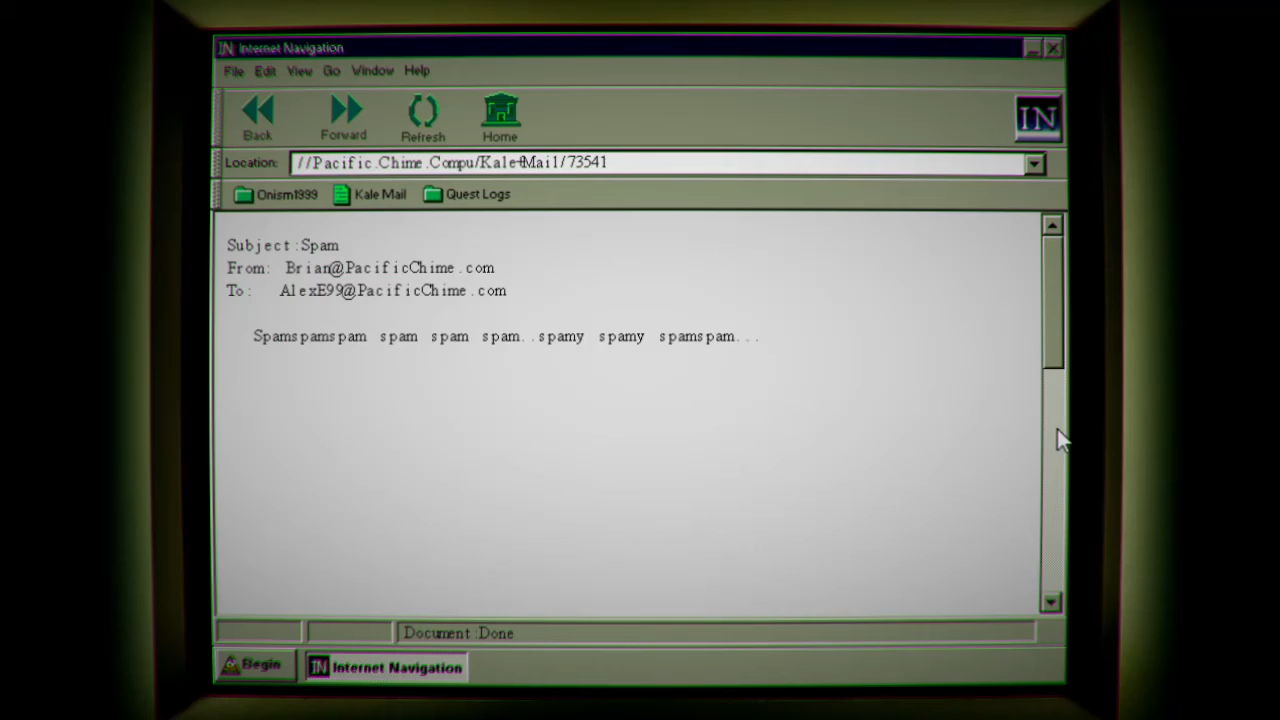 IN Internet Navigation
File Edit View Go Window Help
Back Forward Refresh Home
IN
Location: //Pacific.Chime.Compu/Kale+Mail/73541
Onism1999 Kale Mail Quest Logs
Subject:Spam
From: Brian@PacificChime.com
To: AlexE99@PacificChime.com
Spamspamspam spam spam spam..spamy spamy spamspam...
Document:Done
Begin IN Internet Navigation